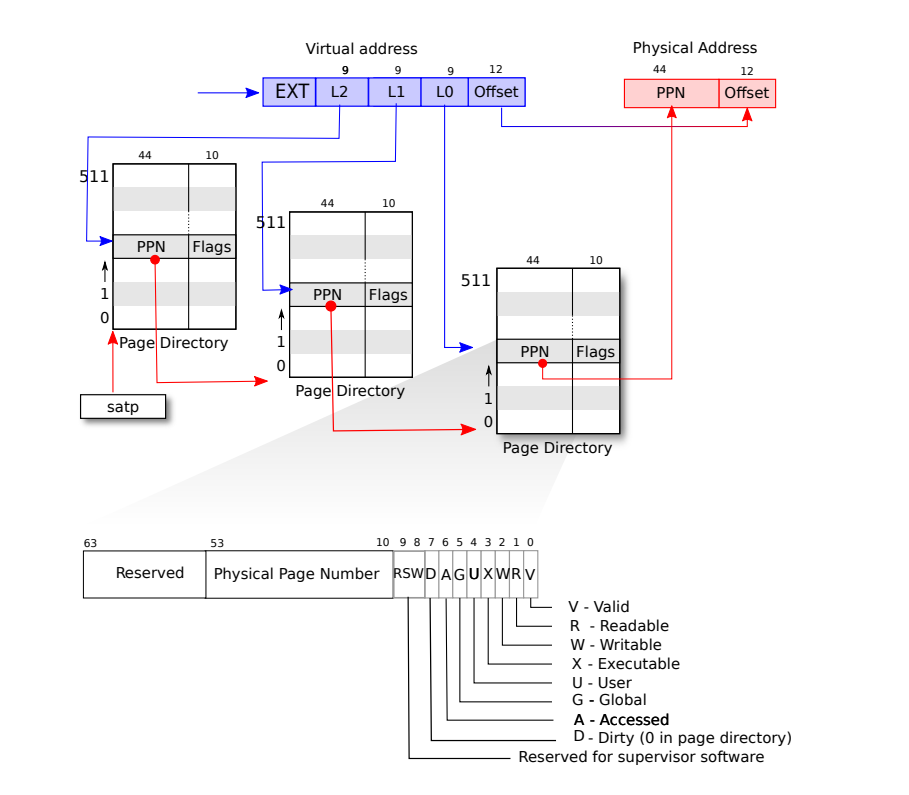 Virtual address
Physical Address
9 9 9 12
44 12
EXT L2 L1 L0 Offset
PPN Offset
44 10
511
PPN Flags
1
0
Page Directory
satp
44 10
511
PPN Flags
1
0
Page Directory
44 10
511
PPN Flags
1
0
Page Directory
63 53 10 9 8 7 6 5 4 3 2 1 0
Reserved Physical Page Number RSW D A G U X W R V
V - Valid
R - Readable
W - Writable
X - Executable
U - User
G - Global
A - Accessed
D - Dirty (0 in page directory)
Reserved for supervisor software